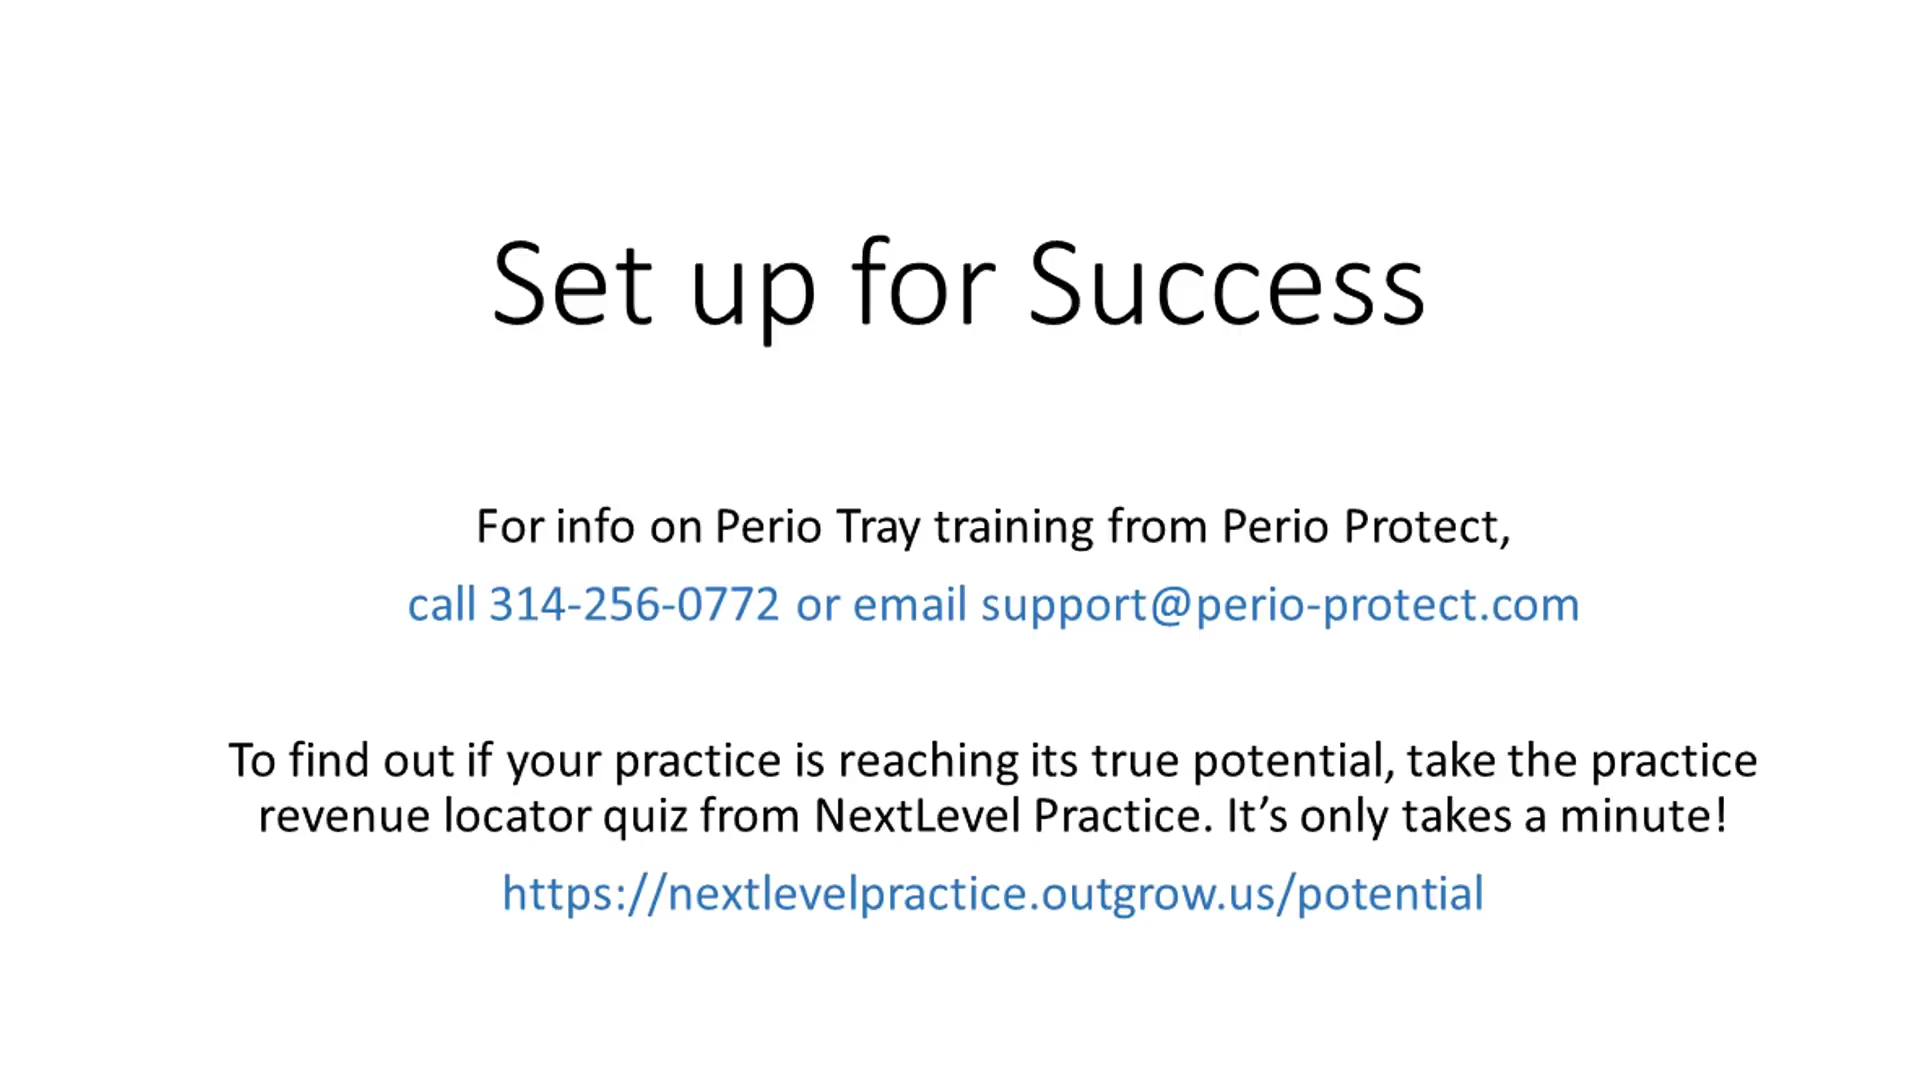 Set up for Success
For info on Perio Tray training from Perio Protect,
call 314-256-0772 or email support@perio-protect.com
To find out if your practice is reaching its true potential, take the practice
revenue locator quiz from NextLevel Practice. It’s only takes a minute!
https://nextlevelpractice.outgrow.us/potential